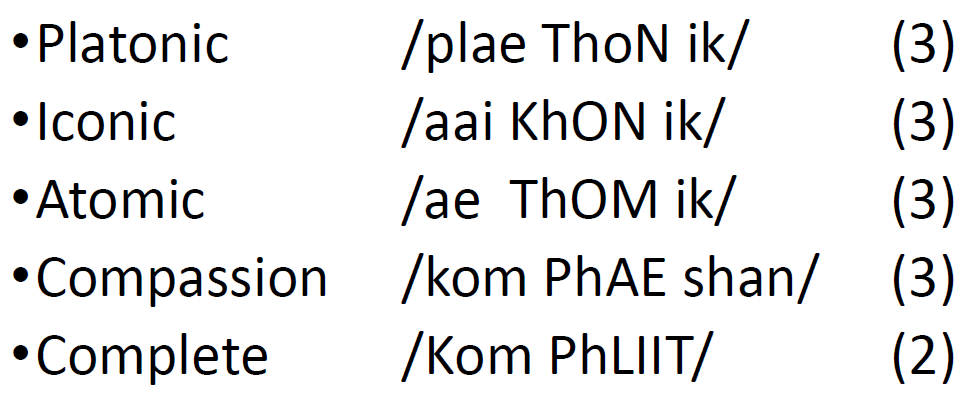 •Platonic /plae ThoN ik/ (3)
•Iconic /aai KhON ik/ (3)
•Atomic /ae  ThOM ik/ (3)
•Compassion /kom PhAE shan/ (3)
•Complete /Kom PhLIIT/ (2)